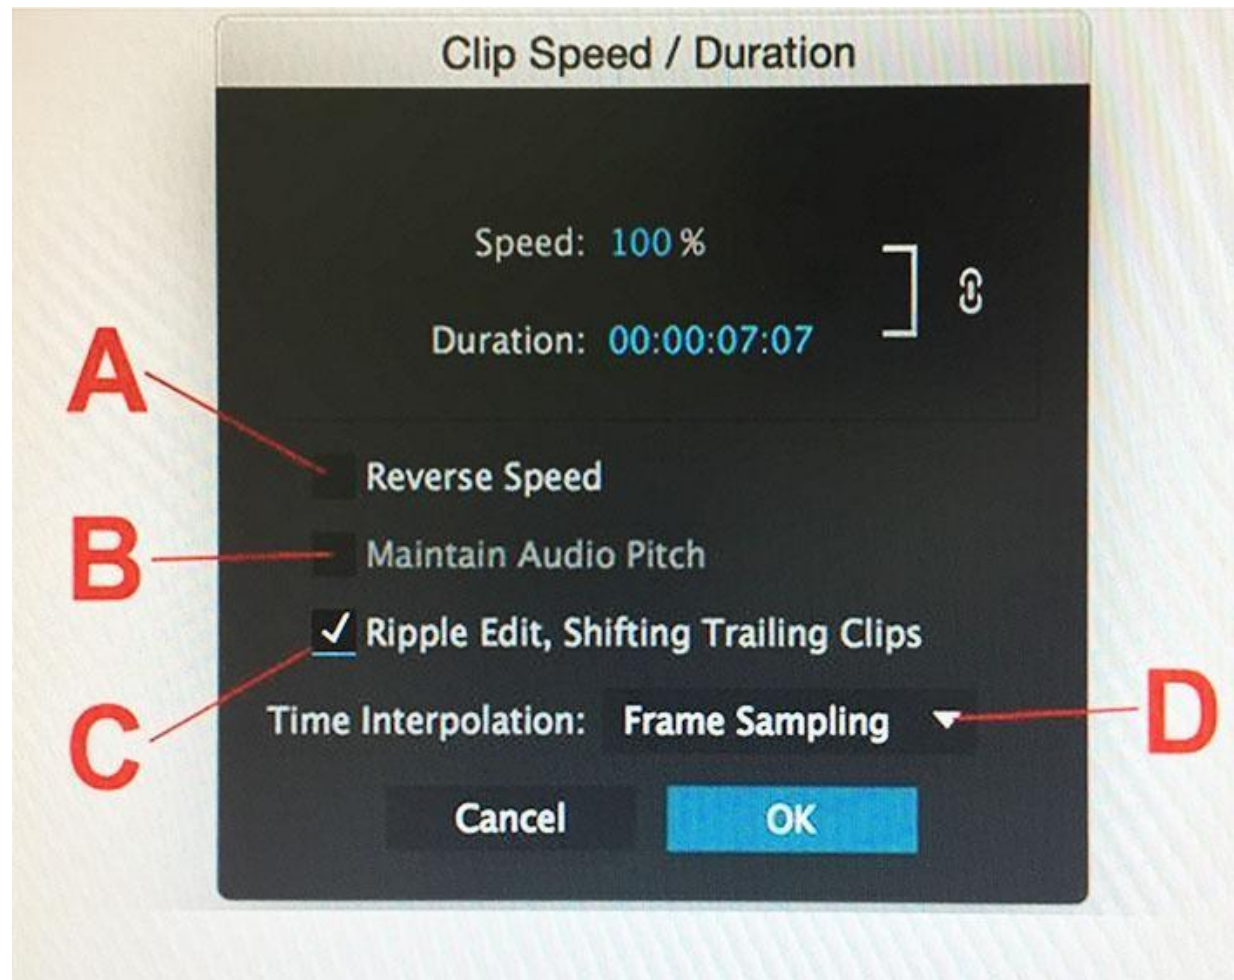 Clip Speed / Duration
Speed: 100 %
Duration: 00:00:07:07
A
Reverse Speed
B
Maintain Audio Pitch
Ripple Edit, Shifting Trailing Clips
C
Time Interpolation: Frame Sampling
D
Cancel OK